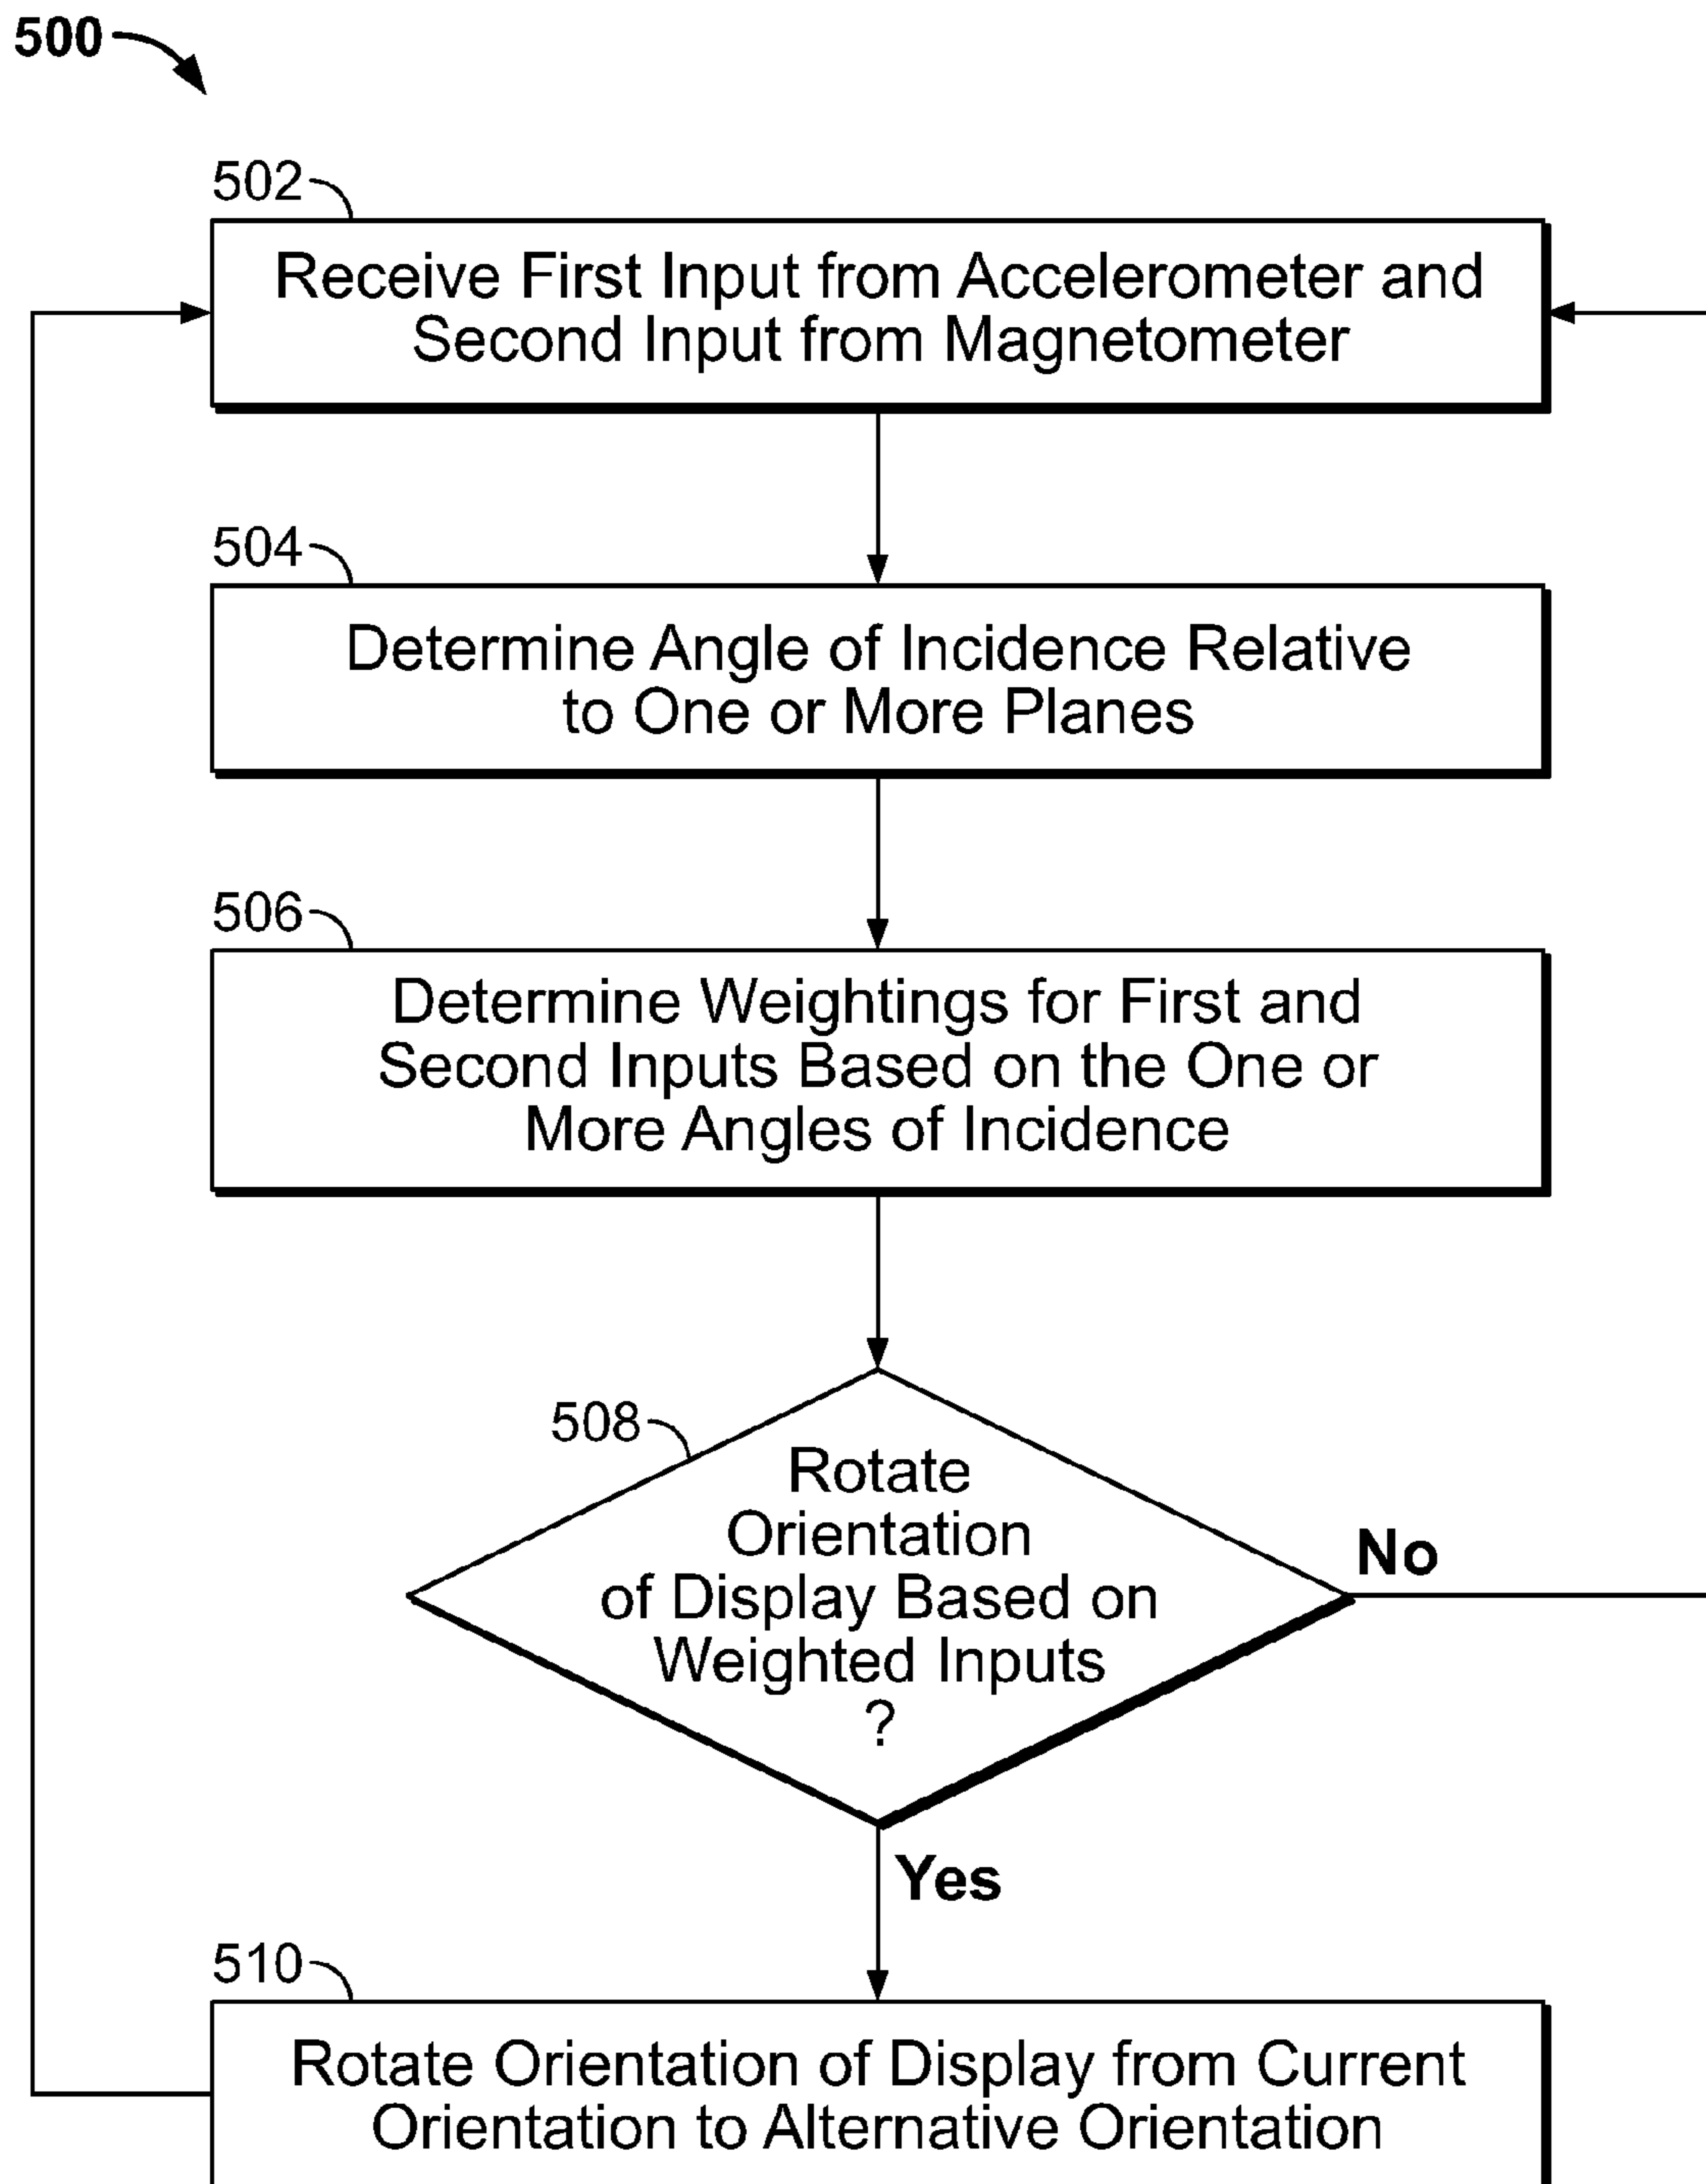 500
502
Receive First Input from Accelerometer and
Second Input from Magnetometer
504
Determine Angle of Incidence Relative
to One or More Planes
506
Determine Weightings for First and
Second Inputs Based on the One or
More Angles of Incidence
508
Rotate
Orientation
of Display Based on
Weighted Inputs
?
No
Yes
510
Rotate Orientation of Display from Current
Orientation to Alternative Orientation